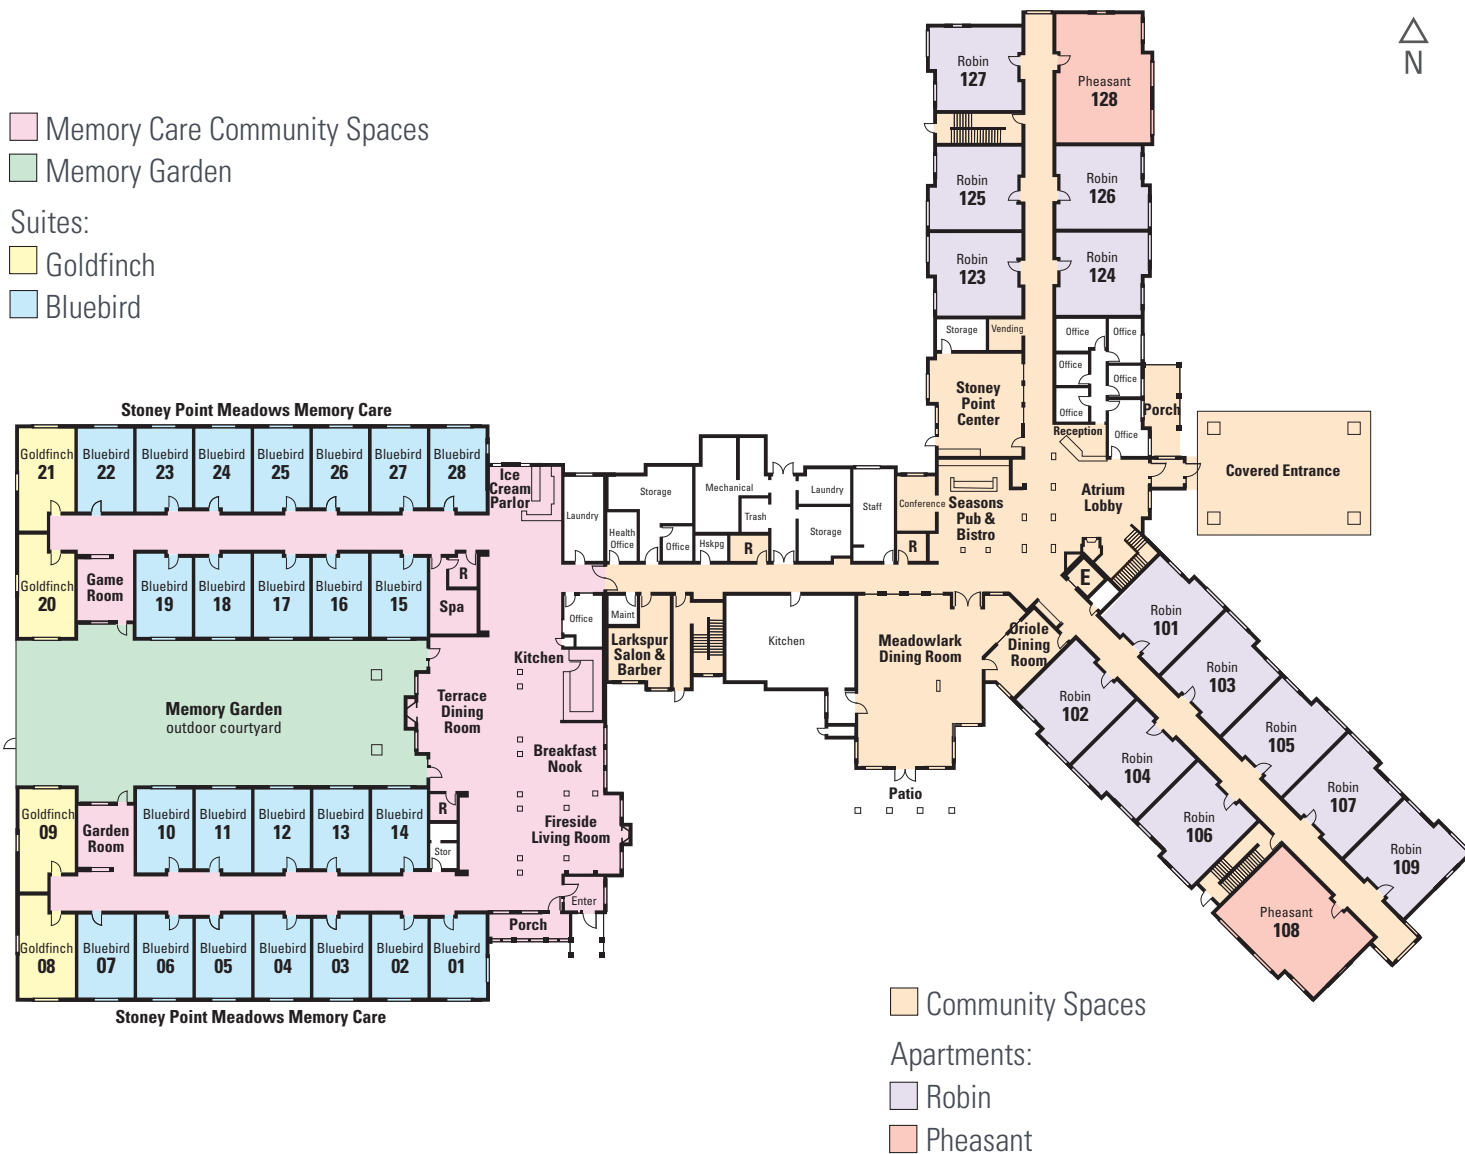 N
Memory Care Community Spaces
Memory Garden
Suites:
Goldfinch
Bluebird
Robin
127
Pheasant
128
Robin
125
Robin
126
Robin
123
Robin
124
Storage
Vending
Office
Office
Office
Office
Office
Office
Stoney
Point
Center
Porch
Reception
Covered Entrance
Atrium
Lobby
Seasons
Pub &
Bistro
Conference
R
Staff
Laundry
Storage
Mechanical
Trash
Hskpg
R
Storage
Health
Office
Office
Laundry
Stoney Point Meadows Memory Care
Goldfinch
21
Bluebird
22
Bluebird
23
Bluebird
24
Bluebird
25
Bluebird
26
Bluebird
27
Bluebird
28
Ice
Cream
Parlor
Goldfinch
20
Game
Room
Bluebird
19
Bluebird
18
Bluebird
17
Bluebird
16
Bluebird
15
R
Spa
Office
Maint
Larkspur
Salon &
Barber
Kitchen
Meadowlark
Dining Room
Oriole
Dining
Room
E
Robin
101
Robin
103
Robin
105
Robin
107
Robin
109
Robin
102
Robin
104
Robin
106
Pheasant
108
Patio
Kitchen
Terrace
Dining
Room
Memory Garden
outdoor courtyard
Breakfast
Nook
Fireside
Living Room
Goldfinch
09
Garden
Room
Bluebird
10
Bluebird
11
Bluebird
12
Bluebird
13
Bluebird
14
R
Stor
Enter
Porch
Goldfinch
08
Bluebird
07
Bluebird
06
Bluebird
05
Bluebird
04
Bluebird
03
Bluebird
02
Bluebird
01
Stoney Point Meadows Memory Care
Community Spaces
Apartments:
Robin
Pheasant